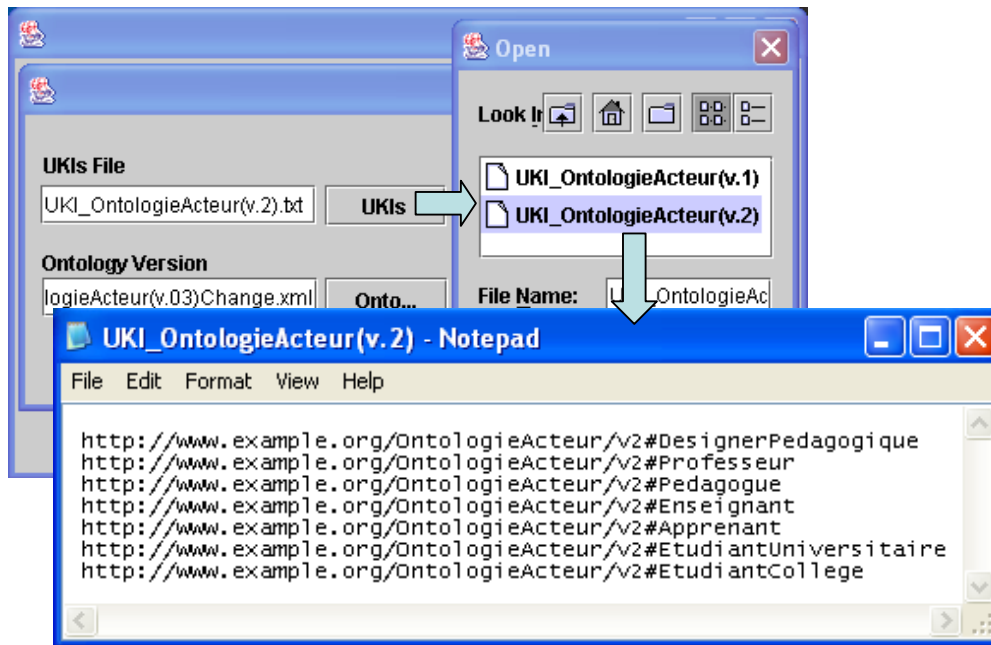 Open
Look I
UKI_OntologieActeur(v.1)
UKI_OntologieActeur(v.2)
UKIs File
UKI_OntologieActeur(v.2).txt
UKIs
Ontology Version
logieActeur(v.03)Change.xml
Onto...
File Name:
OntologieAc
UKI_OntologieActeur(v.2) - Notepad
File Edit Format View Help
http://www.example.org/OntologieActeur/v2#DesignerPedagogique
http://www.example.org/OntologieActeur/v2#Professeur
http://www.example.org/OntologieActeur/v2#Pedagogue
http://www.example.org/OntologieActeur/v2#Enseignant
http://www.example.org/OntologieActeur/v2#Apprenant
http://www.example.org/OntologieActeur/v2#EtudiantUniversitaire
http://www.example.org/OntologieActeur/v2#EtudiantCollege